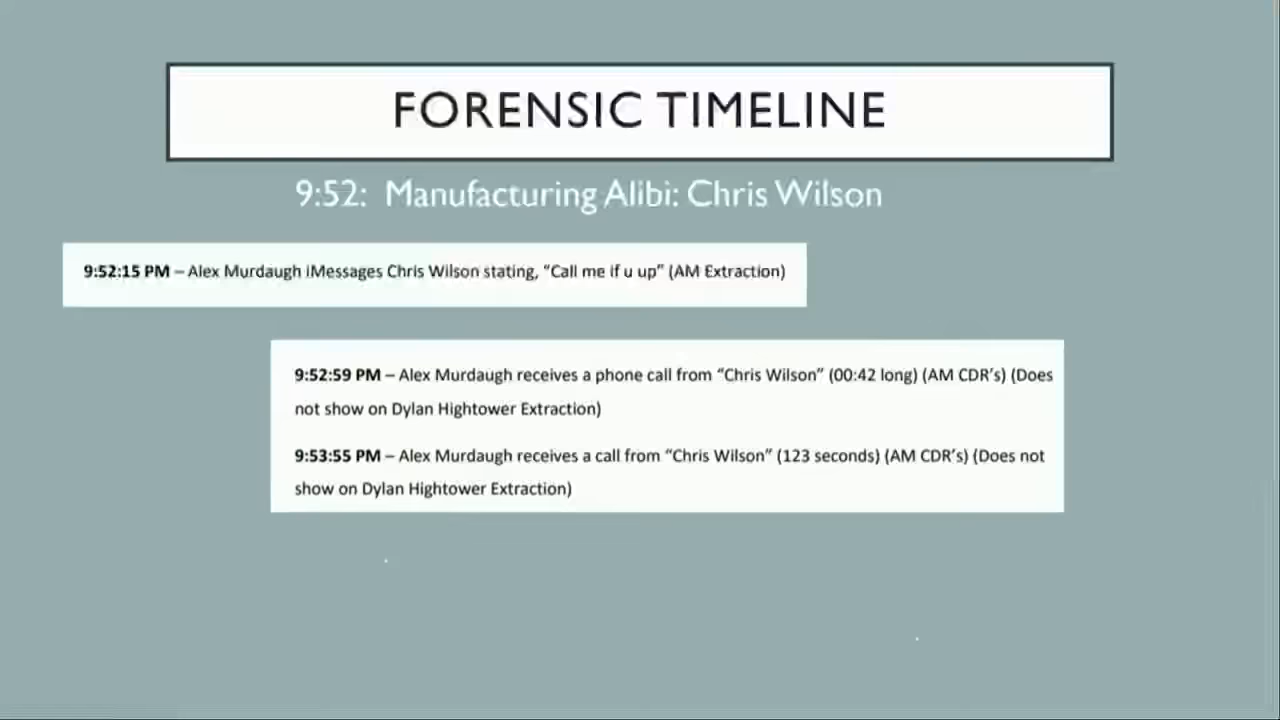 FORENSIC TIMELINE
9:52: Manufacturing Alibi: Chris Wilson
9:52:15 PM – Alex Murdaugh iMessages Chris Wilson stating, “Call me if u up” (AM Extraction)
9:52:59 PM – Alex Murdaugh receives a phone call from “Chris Wilson” (00:42 long) (AM CDR’s) (Does
not show on Dylan Hightower Extraction)
9:53:55 PM – Alex Murdaugh receives a call from “Chris Wilson” (123 seconds) (AM CDR’s) (Does not
show on Dylan Hightower Extraction)